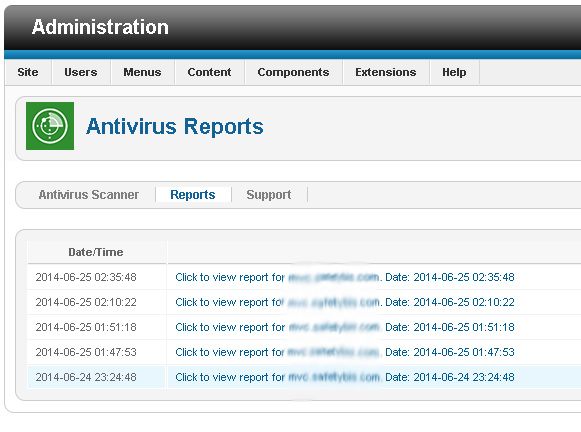 Administration
Site Users Menus Content Components Extensions Help
Antivirus Reports
Antivirus Scanner Reports Support
Date/Time
2014-06-25 02:35:48 Click to view report for Date: 2014-06-25 02:35:48
2014-06-25 02:10:22 Click to view report for Date: 2014-06-25 02:10:22
2014-06-25 01:51:18 Click to view report for Date: 2014-06-25 01:51:18
2014-06-25 01:47:53 Click to view report for Date: 2014-06-25 01:47:53
2014-06-24 23:24:48 Click to view report for Date: 2014-06-24 23:24:48